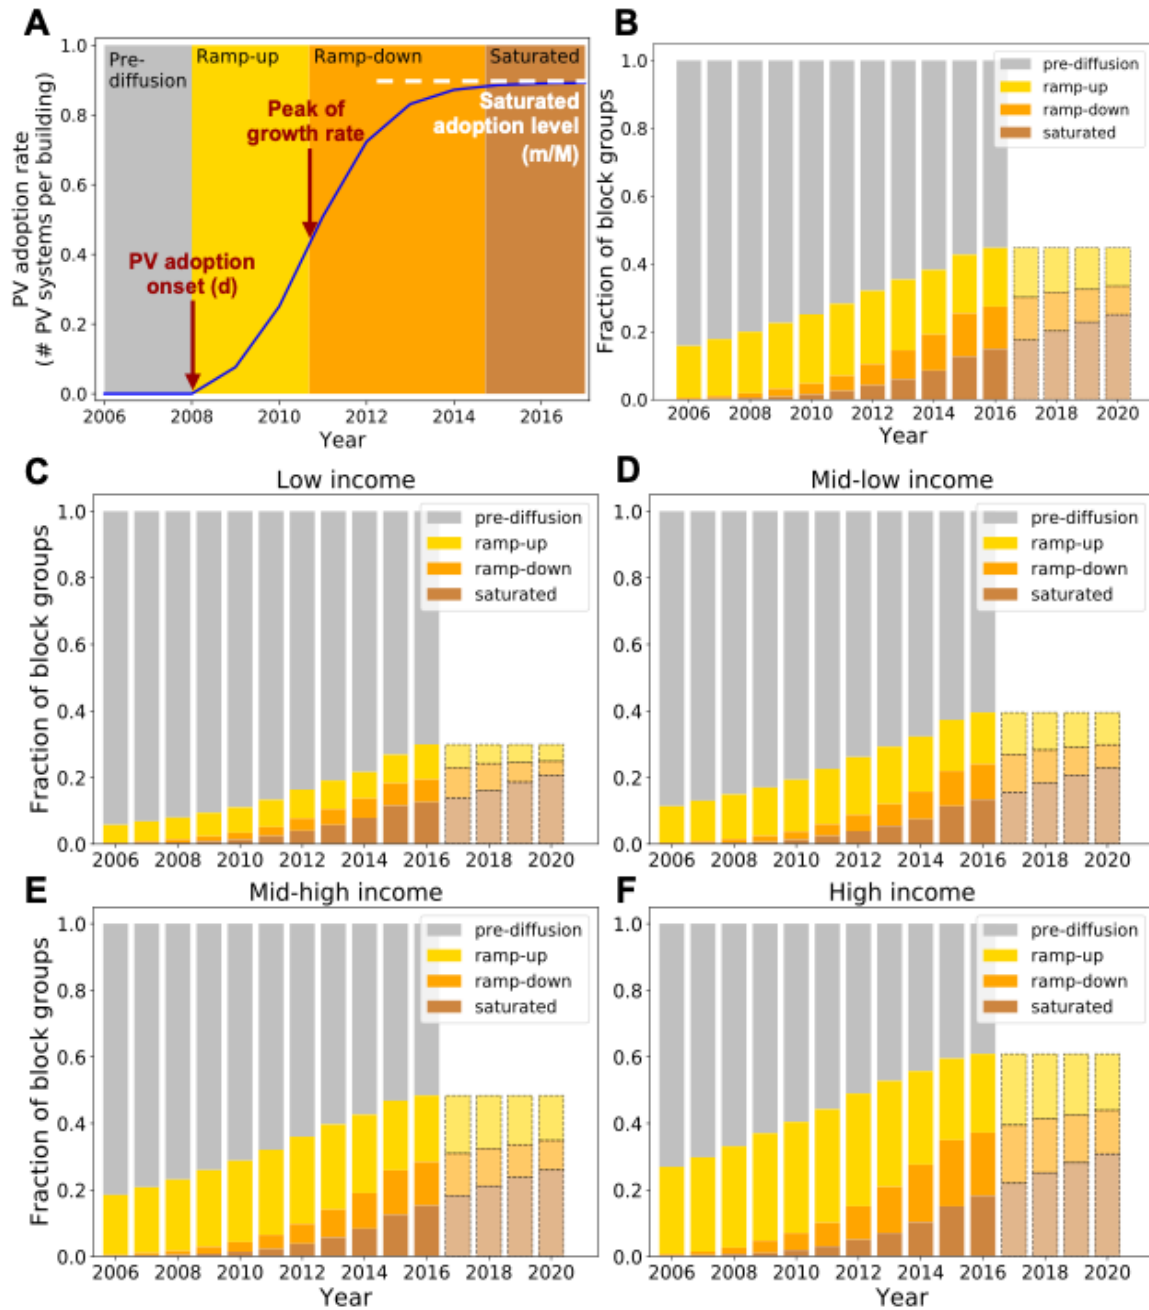 A
Pre-
diffusion
Ramp-up
Ramp-down
Saturated
Peak of
growth rate
Saturated
adoption level
(m/M)
PV adoption
onset (d)
PV adoption rate
(# PV systems per building)
1.0
0.8
0.6
0.4
0.2
0.0
2006 2008 2010 2012 2014 2016
Year
B
pre-diffusion
ramp-up
ramp-down
saturated
Fraction of block groups
1.0
0.8
0.6
0.4
0.2
0.0
2006 2008 2010 2012 2014 2016 2018 2020
Year
C
Low income
pre-diffusion
ramp-up
ramp-down
saturated
Fraction of block groups
1.0
0.8
0.6
0.4
0.2
0.0
2006 2008 2010 2012 2014 2016 2018 2020
D
Mid-low income
pre-diffusion
ramp-up
ramp-down
saturated
1.0
0.8
0.6
0.4
0.2
0.0
2006 2008 2010 2012 2014 2016 2018 2020
E
Mid-high income
pre-diffusion
ramp-up
ramp-down
saturated
Fraction of block groups
1.0
0.8
0.6
0.4
0.2
0.0
2006 2008 2010 2012 2014 2016 2018 2020
Year
F
High income
pre-diffusion
ramp-up
ramp-down
saturated
1.0
0.8
0.6
0.4
0.2
0.0
2006 2008 2010 2012 2014 2016 2018 2020
Year